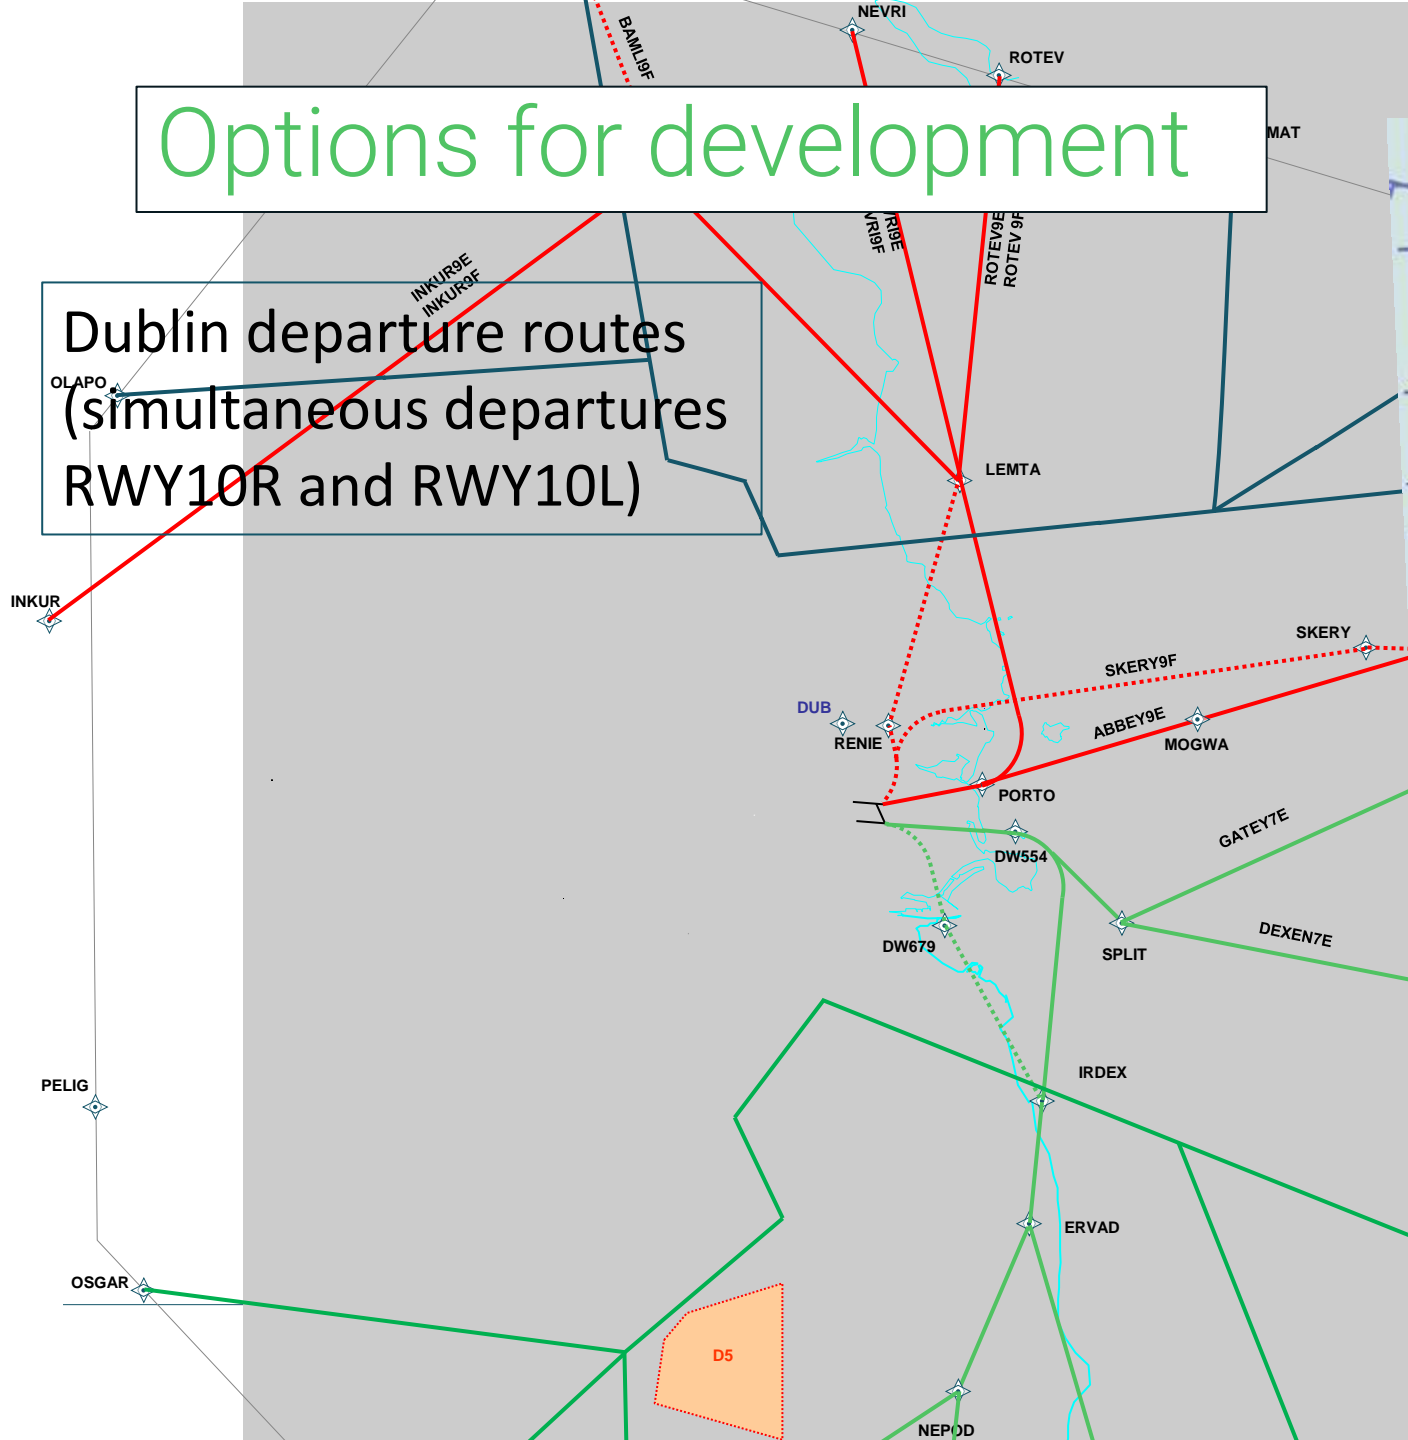 NEVRI
BAMLI9F
ROTEV
Options for development
MAT
VRI9F
VRI9E
ROTEV9E
ROTEV 9F
INKUR9E
INKUR9F
Dublin departure routes
OLAPO
(simultaneous departures
LEMTA
RWY10R and RWY10L)
INKUR
SKERY
SKERY9F
DUB
RENIE
ABBEY9E
MOGWA
PORTO
GATEY7E
DW554
DW679
SPLIT
DEXEN7E
IRDEX
PELIG
ERVAD
OSGAR
D5
NEPOD